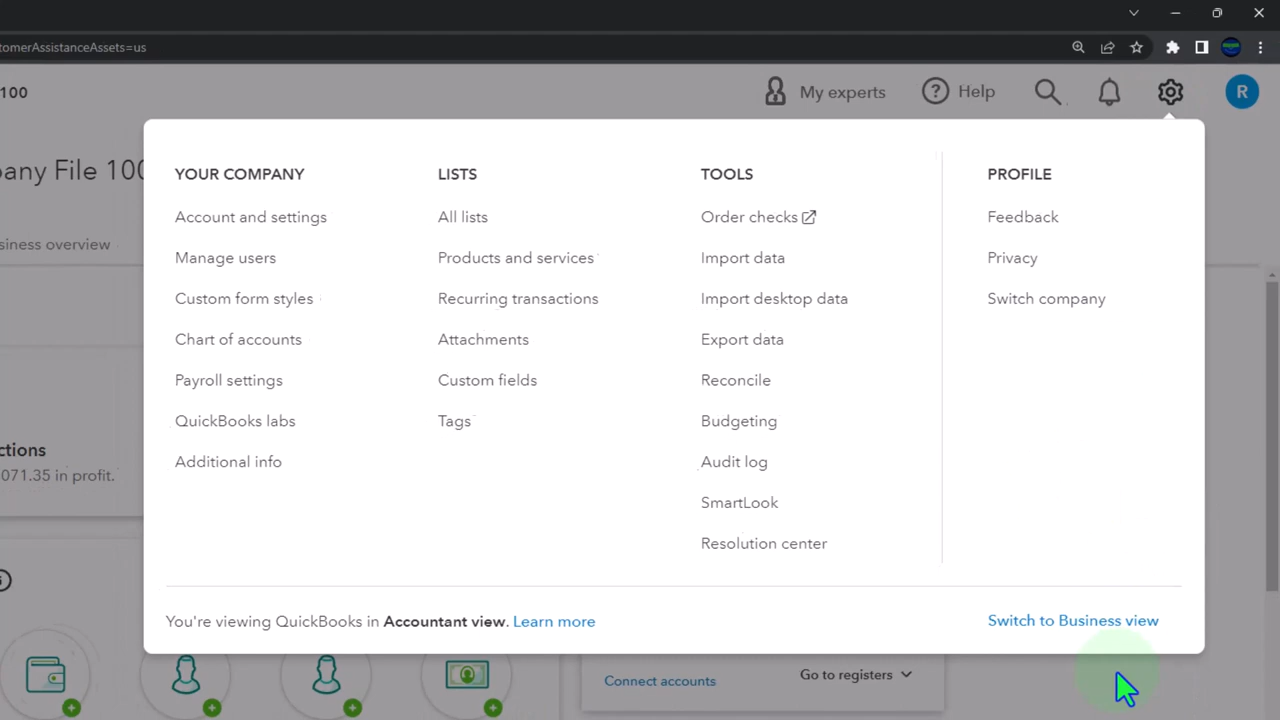 tomerAssistanceAssets=us
100
My experts
Help
R
any File 100
siness overview
ctions
071.35 in profit.
YOUR COMPANY
Account and settings
Manage users
Custom form styles
Chart of accounts
Payroll settings
QuickBooks labs
Additional info
LISTS
All lists
Products and services
Recurring transactions
Attachments
Custom fields
Tags
TOOLS
Order checks
Import data
Import desktop data
Export data
Reconcile
Budgeting
Audit log
SmartLook
Resolution center
PROFILE
Feedback
Privacy
Switch company
You're viewing QuickBooks in Accountant view. Learn more
Switch to Business view
Connect accounts
Go to registers